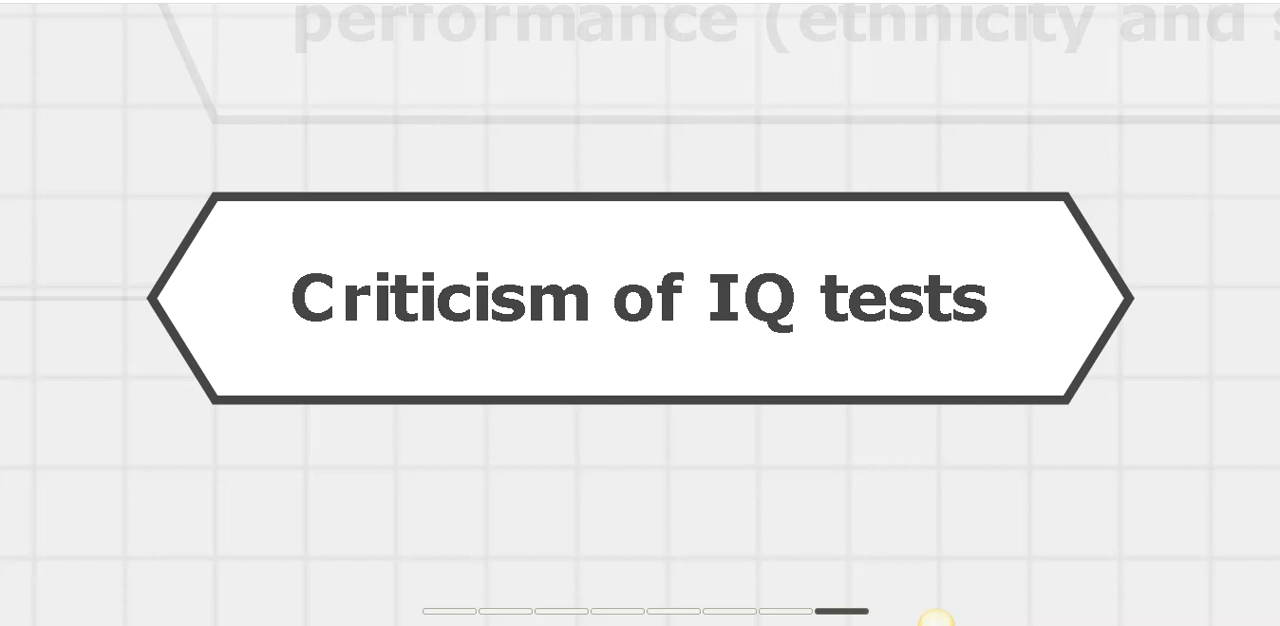 performance (ethnicity and
Criticism of IQ tests